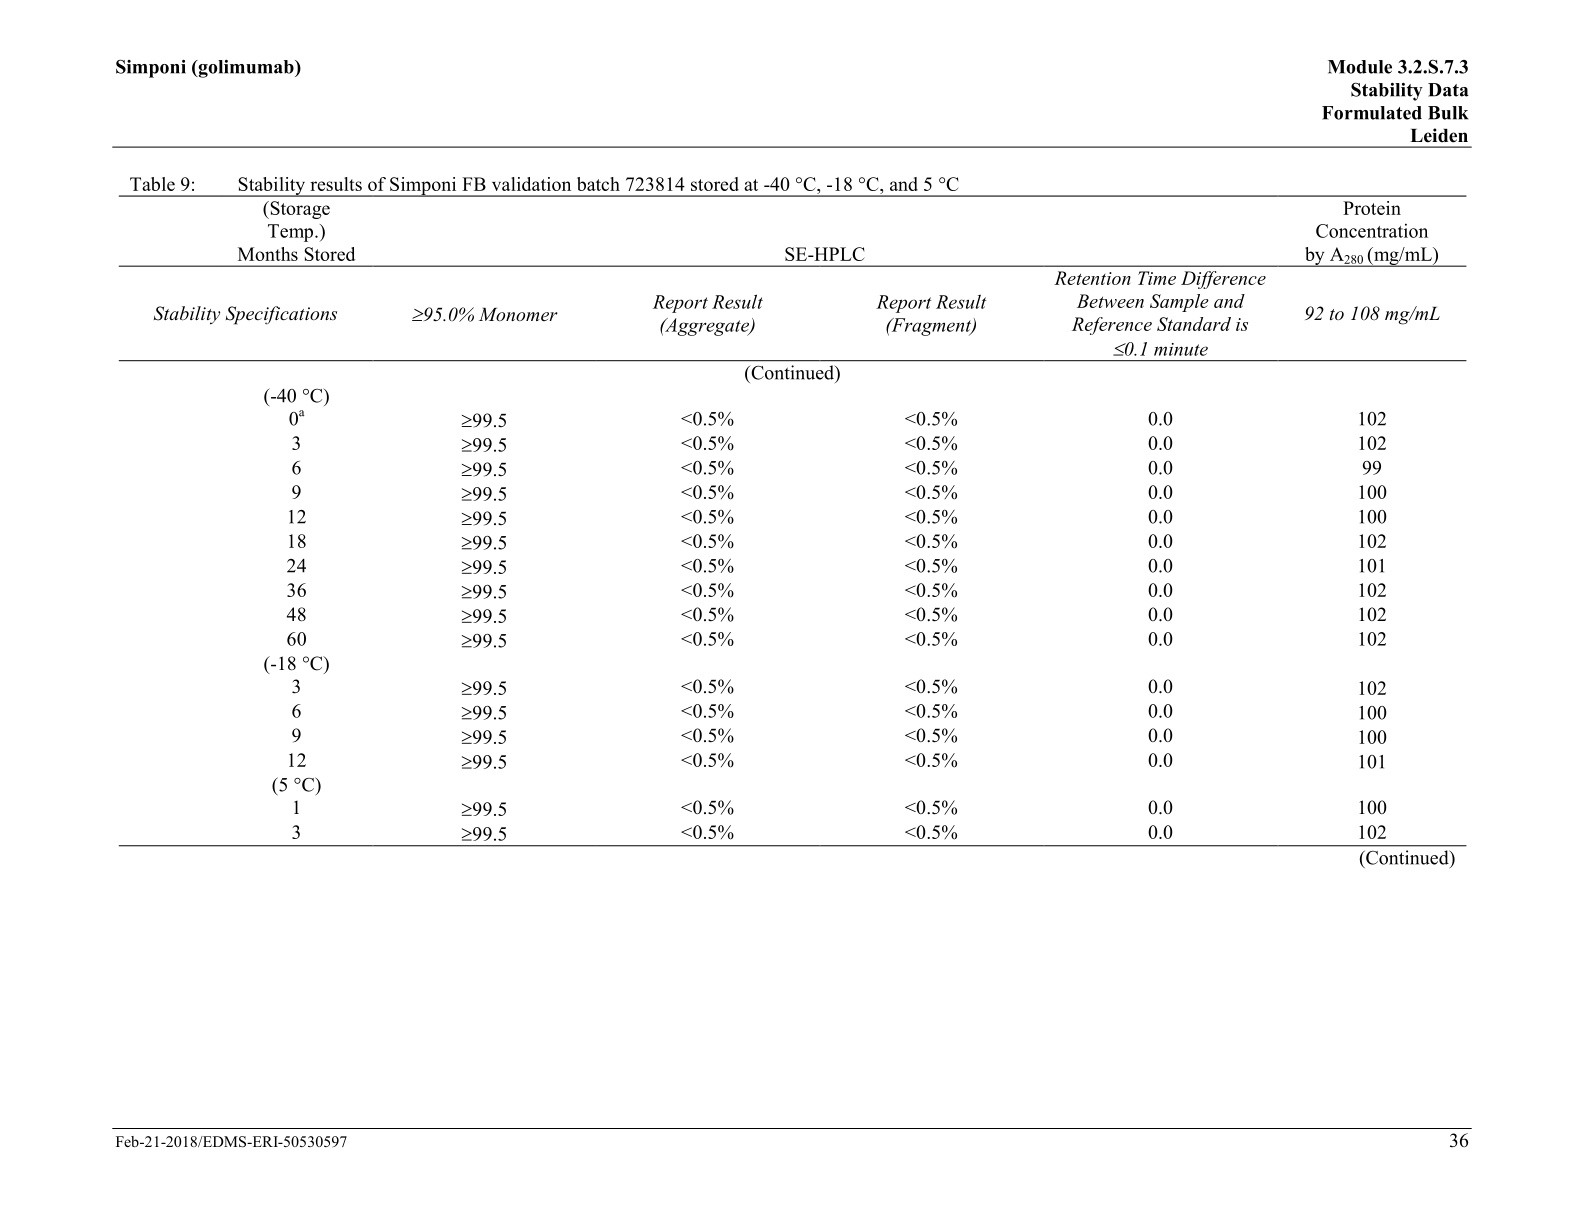 Simponi (golimumab)
Module 3.2.S.7.3
Stability Data
Formulated Bulk
Leiden
Table 9: Stability results of Simponi FB validation batch 723814 stored at -40 °C, -18 °C, and 5 °C
(Storage
Temp.)
Months Stored
SE-HPLC
Protein
Concentration
by A280 (mg/mL)
Stability Specifications
≥95.0% Monomer
Report Result
(Aggregate)
Report Result
(Fragment)
Retention Time Difference
Between Sample and
Reference Standard is
≤0.1 minute
92 to 108 mg/mL
(Continued)
(-40 °C)
0a ≥99.5 <0.5% <0.5% 0.0 102
3 ≥99.5 <0.5% <0.5% 0.0 102
6 ≥99.5 <0.5% <0.5% 0.0 99
9 ≥99.5 <0.5% <0.5% 0.0 100
12 ≥99.5 <0.5% <0.5% 0.0 100
18 ≥99.5 <0.5% <0.5% 0.0 102
24 ≥99.5 <0.5% <0.5% 0.0 101
36 ≥99.5 <0.5% <0.5% 0.0 102
48 ≥99.5 <0.5% <0.5% 0.0 102
60 ≥99.5 <0.5% <0.5% 0.0 102
(-18 °C)
3 ≥99.5 <0.5% <0.5% 0.0 102
6 ≥99.5 <0.5% <0.5% 0.0 100
9 ≥99.5 <0.5% <0.5% 0.0 100
12 ≥99.5 <0.5% <0.5% 0.0 101
(5 °C)
1 ≥99.5 <0.5% <0.5% 0.0 100
3 ≥99.5 <0.5% <0.5% 0.0 102
(Continued)
Feb-21-2018/EDMS-ERI-50530597 36